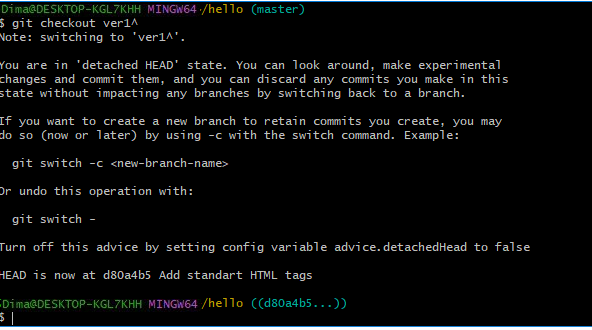 Dima@DESKTOP-KGL7KHH MINGW64 /hello (master)
$ git checkout ver1^
Note: switching to 'ver1^'.
You are in 'detached HEAD' state. You can look around, make experimental
changes and commit them, and you can discard any commits you make in this
state without impacting any branches by switching back to a branch.
If you want to create a new branch to retain commits you create, you may
do so (now or later) by using -c with the switch command. Example:
git switch -c <new-branch-name>
Or undo this operation with:
git switch -
Turn off this advice by setting config variable advice.detachedHead to false
HEAD is now at d80a4b5 Add standart HTML tags
Dima@DESKTOP-KGL7KHH MINGW64 /hello ((d80a4b5...))
$